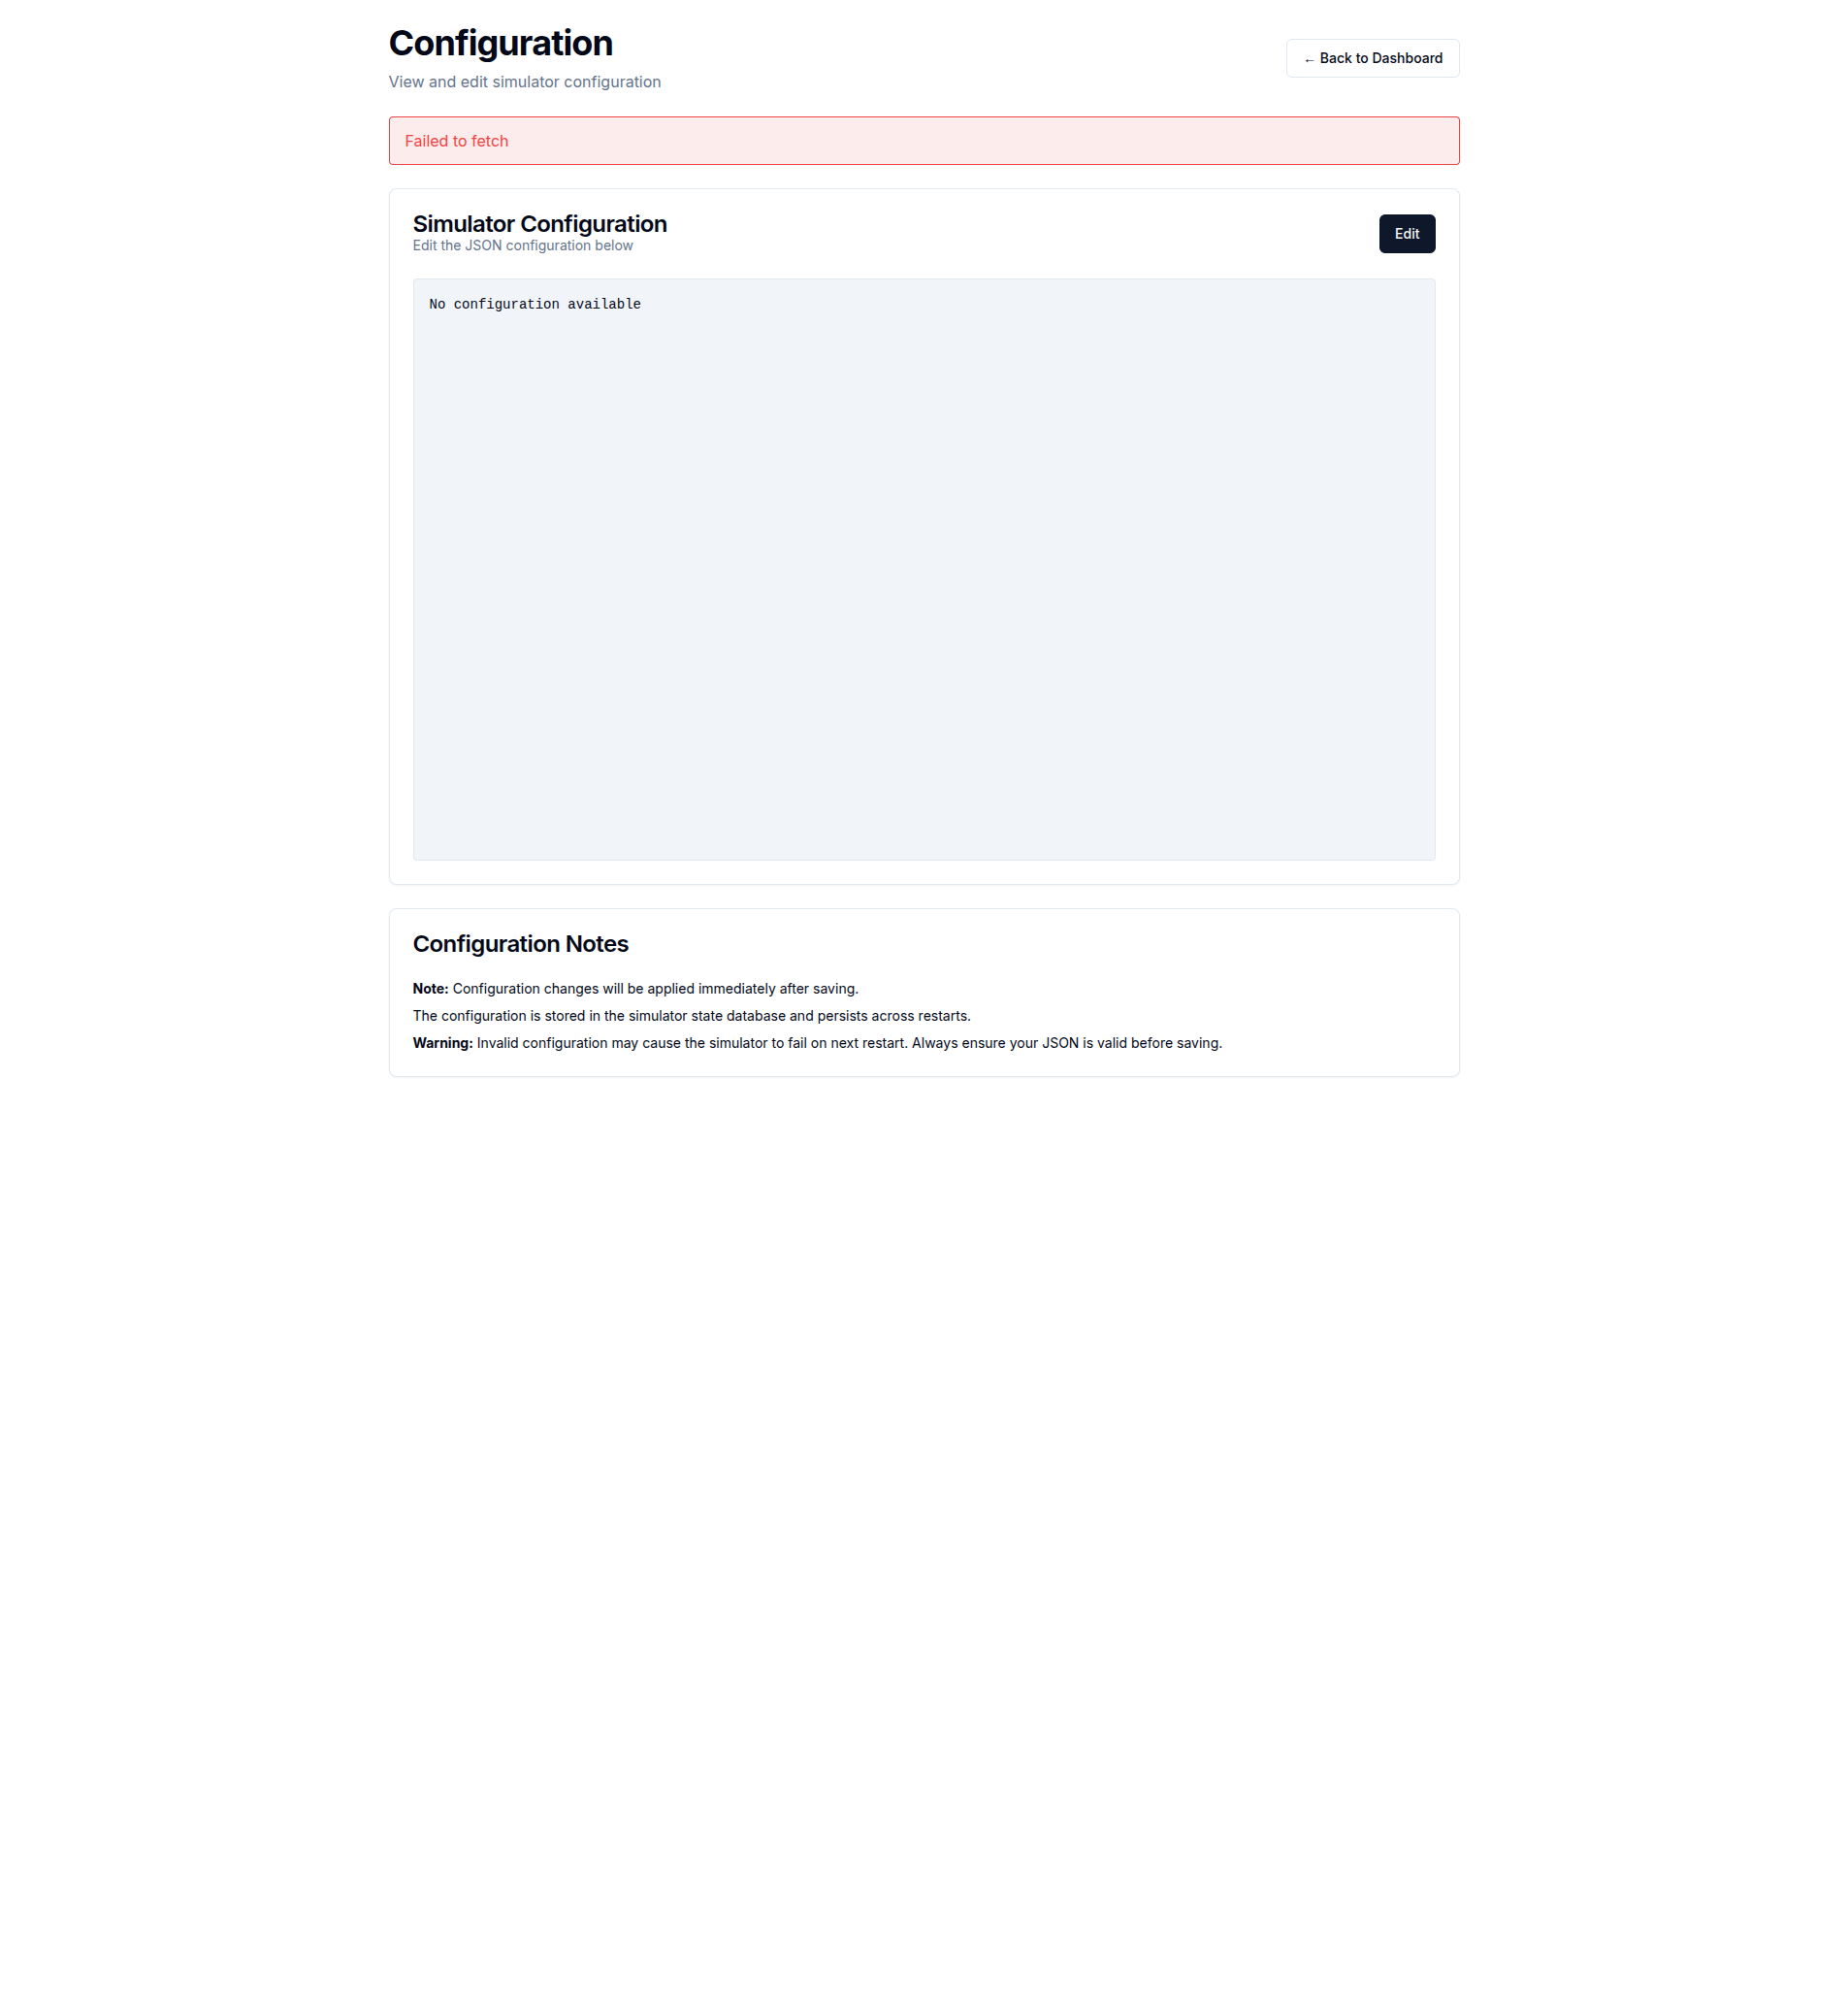 Configuration
← Back to Dashboard
View and edit simulator configuration
Failed to fetch
Simulator Configuration
Edit
Edit the JSON configuration below
No configuration available
Configuration Notes
Note: Configuration changes will be applied immediately after saving.
The configuration is stored in the simulator state database and persists across restarts.
Warning: Invalid configuration may cause the simulator to fail on next restart. Always ensure your JSON is valid before saving.